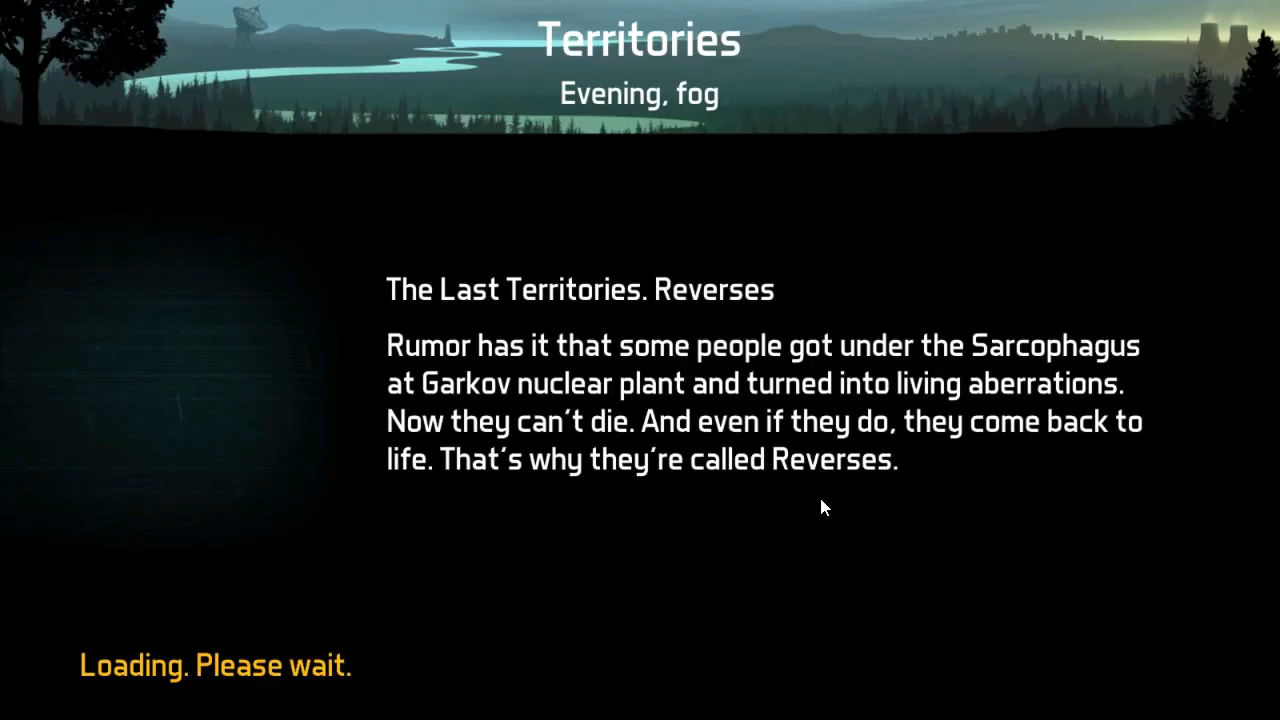 Territories
Evening, fog
The Last Territories. Reverses
Rumor has it that some people got under the Sarcophagus
at Garkov nuclear plant and turned into living aberrations.
Now they can't die. And even if they do, they come back to
life. That's why they're called Reverses.
Loading. Please wait.